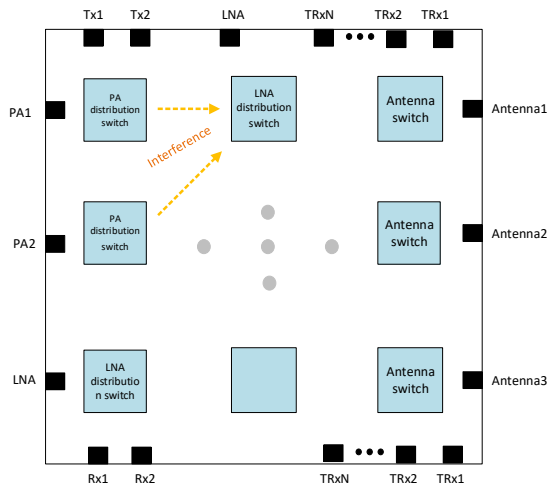 Tx1 Tx2 LNA TRxN TRx2 TRx1
PA1
PA
distribution
switch
LNA
distribution
switch
Antenna
switch
Antenna1
Interference
PA2
PA
distribution
switch
Antenna
switch
Antenna2
LNA
LNA
distributio
n switch
Antenna
switch
Antenna3
Rx1 Rx2 TRxN TRx2 TRx1